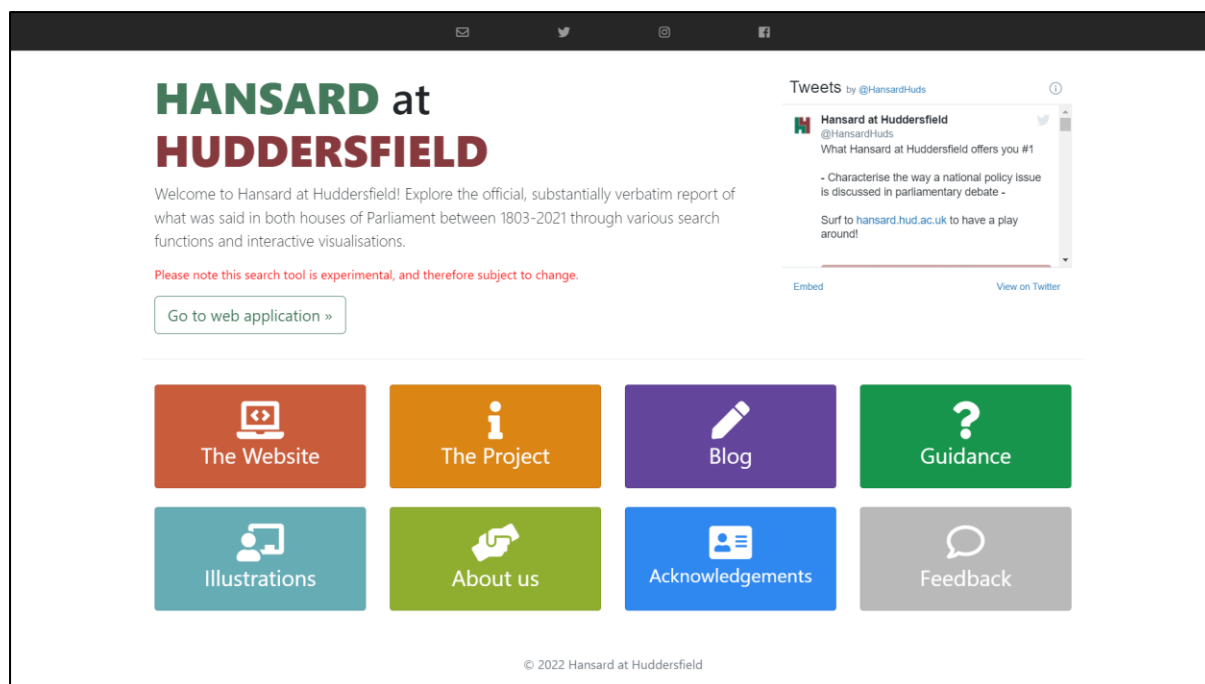 HANSARD at
HUDDERSFIELD
Welcome to Hansard at Huddersfield! Explore the official, substantially verbatim report of
what was said in both houses of Parliament between 1803-2021 through various search
functions and interactive visualisations.
Please note this search tool is experimental, and therefore subject to change.
Go to web application »
Tweets by @HansardHuds
Hansard at Huddersfield
@HansardHuds
What Hansard at Huddersfield offers you #1
- Characterise the way a national policy issue
is discussed in parliamentary debate -
Surf to hansard.hud.ac.uk to have a play
around!
Embed
View on Twitter
The Website
The Project
Blog
Guidance
Illustrations
About us
Acknowledgements
Feedback
© 2022 Hansard at Huddersfield